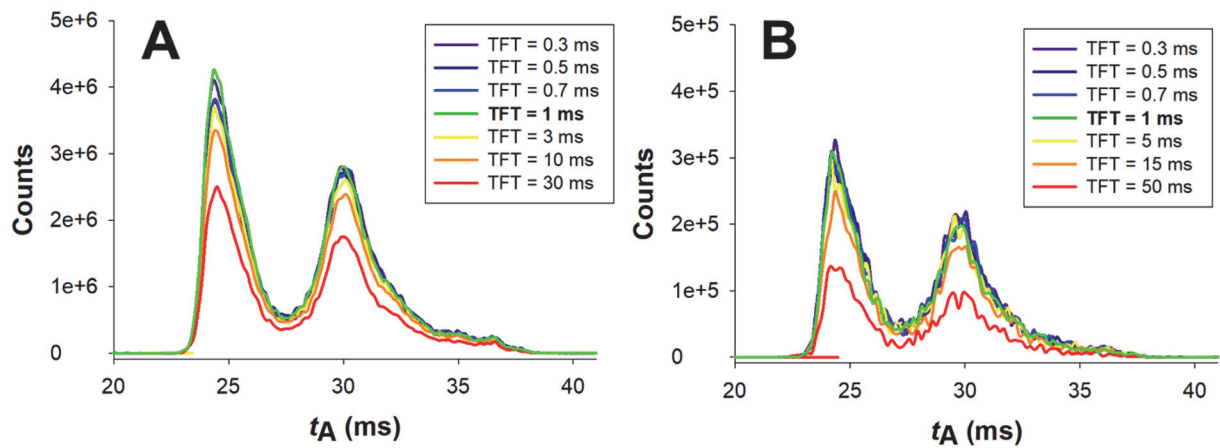 A
5e+6
4e+6
3e+6
2e+6
1e+6
0
Counts
20
25
30
35
40
tA (ms)
TFT = 0.3 ms
TFT = 0.5 ms
TFT = 0.7 ms
TFT = 1 ms
TFT = 3 ms
TFT = 10 ms
TFT = 30 ms
B
5e+5
4e+5
3e+5
2e+5
1e+5
0
Counts
20
25
30
35
40
tA (ms)
TFT = 0.3 ms
TFT = 0.5 ms
TFT = 0.7 ms
TFT = 1 ms
TFT = 5 ms
TFT = 15 ms
TFT = 50 ms